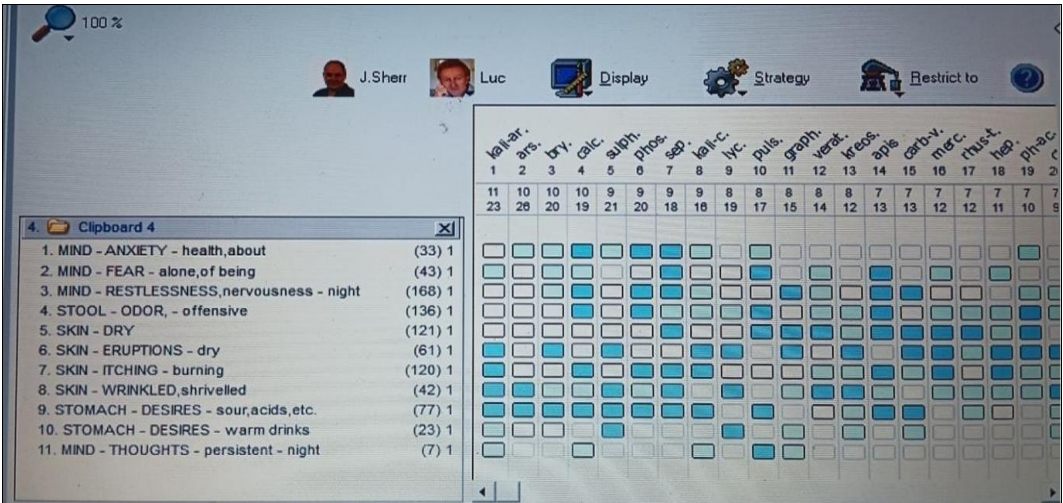 100 %
J.Sherr Luc Display Strategy Restrict to ?
kali-ar. ars. bry. calc. sulph. phos. sep. kali-c. lyc. puls. graph. verat. kreos. apis carb-v. merc. rhus-t. hep. ph-ac.
1 2 3 4 5 6 7 8 9 10 11 12 13 14 15 16 17 18 19
11 10 10 10 9 9 9 9 8 8 8 8 8 7 7 7 7 7 7
23 26 20 19 21 20 18 16 19 17 15 14 12 13 13 12 12 11 10
4. Clipboard 4 X
1. MIND - ANXIETY - health,about (33) 1
2. MIND - FEAR - alone,of being (43) 1
3. MIND - RESTLESSNESS,nervousness - night (168) 1
4. STOOL - ODOR, - offensive (136) 1
5. SKIN - DRY (121) 1
6. SKIN - ERUPTIONS - dry (61) 1
7. SKIN - ITCHING - burning (120) 1
8. SKIN - WRINKLED,shrivelled (42) 1
9. STOMACH - DESIRES - sour,acids,etc. (77) 1
10. STOMACH - DESIRES - warm drinks (23) 1
11. MIND - THOUGHTS - persistent - night (7) 1